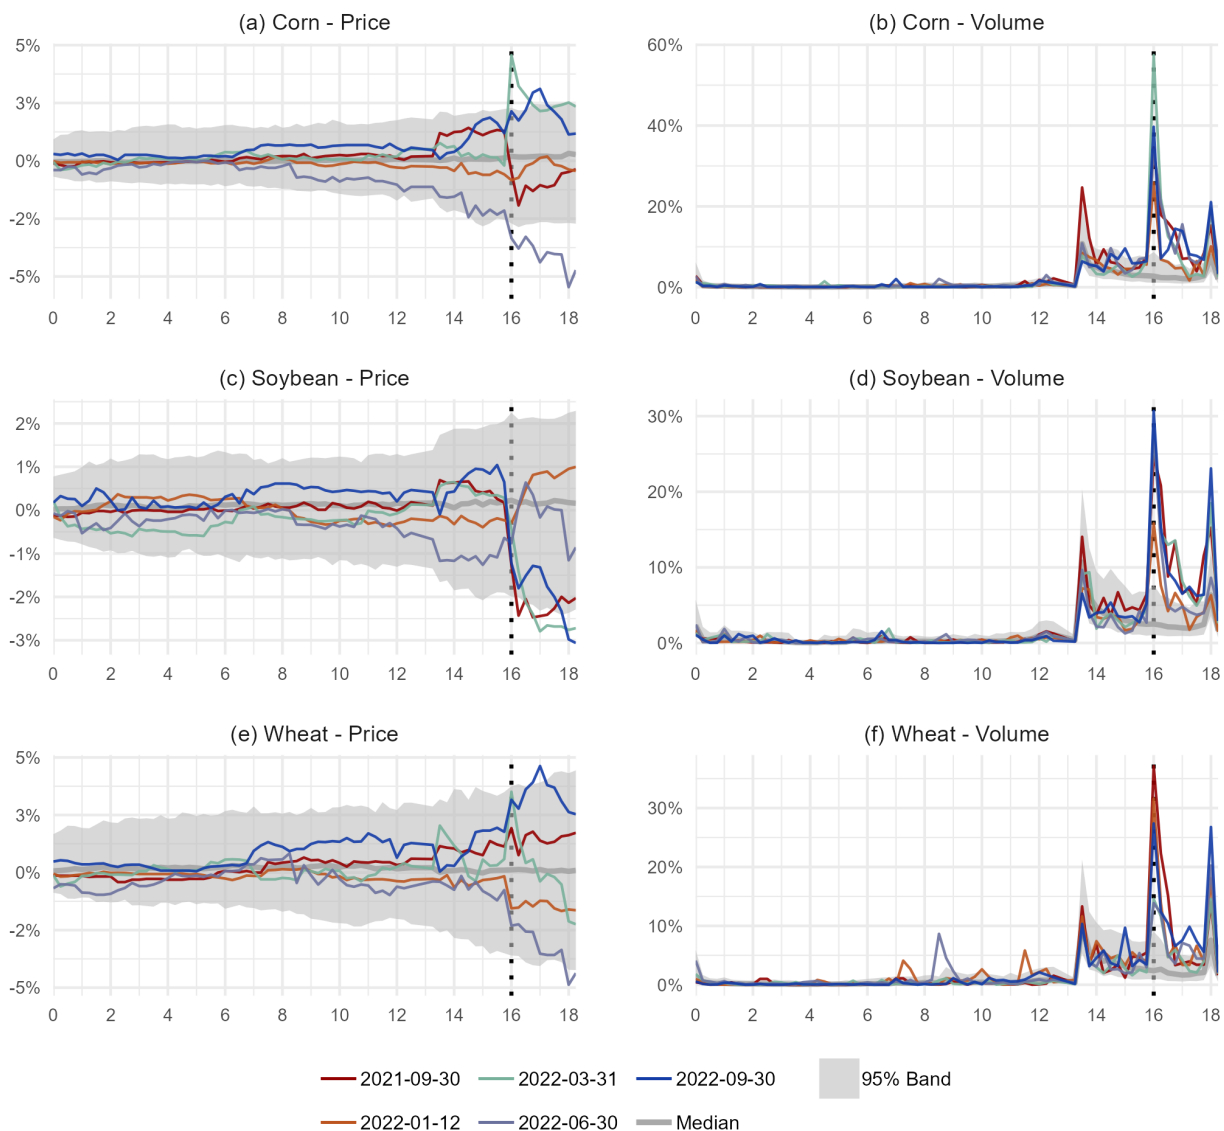 (a) Corn - Price
(b) Corn - Volume
5%
3%
0%
-2%
-5%
0 2 4 6 8 10 12 14 16 18
60%
40%
20%
0%
0 2 4 6 8 10 12 14 16 18
(c) Soybean - Price
(d) Soybean - Volume
2%
1%
0%
-1%
-2%
-3%
0 2 4 6 8 10 12 14 16 18
30%
20%
10%
0%
0 2 4 6 8 10 12 14 16 18
(e) Wheat - Price
(f) Wheat - Volume
5%
3%
0%
-2%
-5%
0 2 4 6 8 10 12 14 16 18
30%
20%
10%
0%
0 2 4 6 8 10 12 14 16 18
2021-09-30 2022-03-31 2022-09-30 95% Band
2022-01-12 2022-06-30 Median